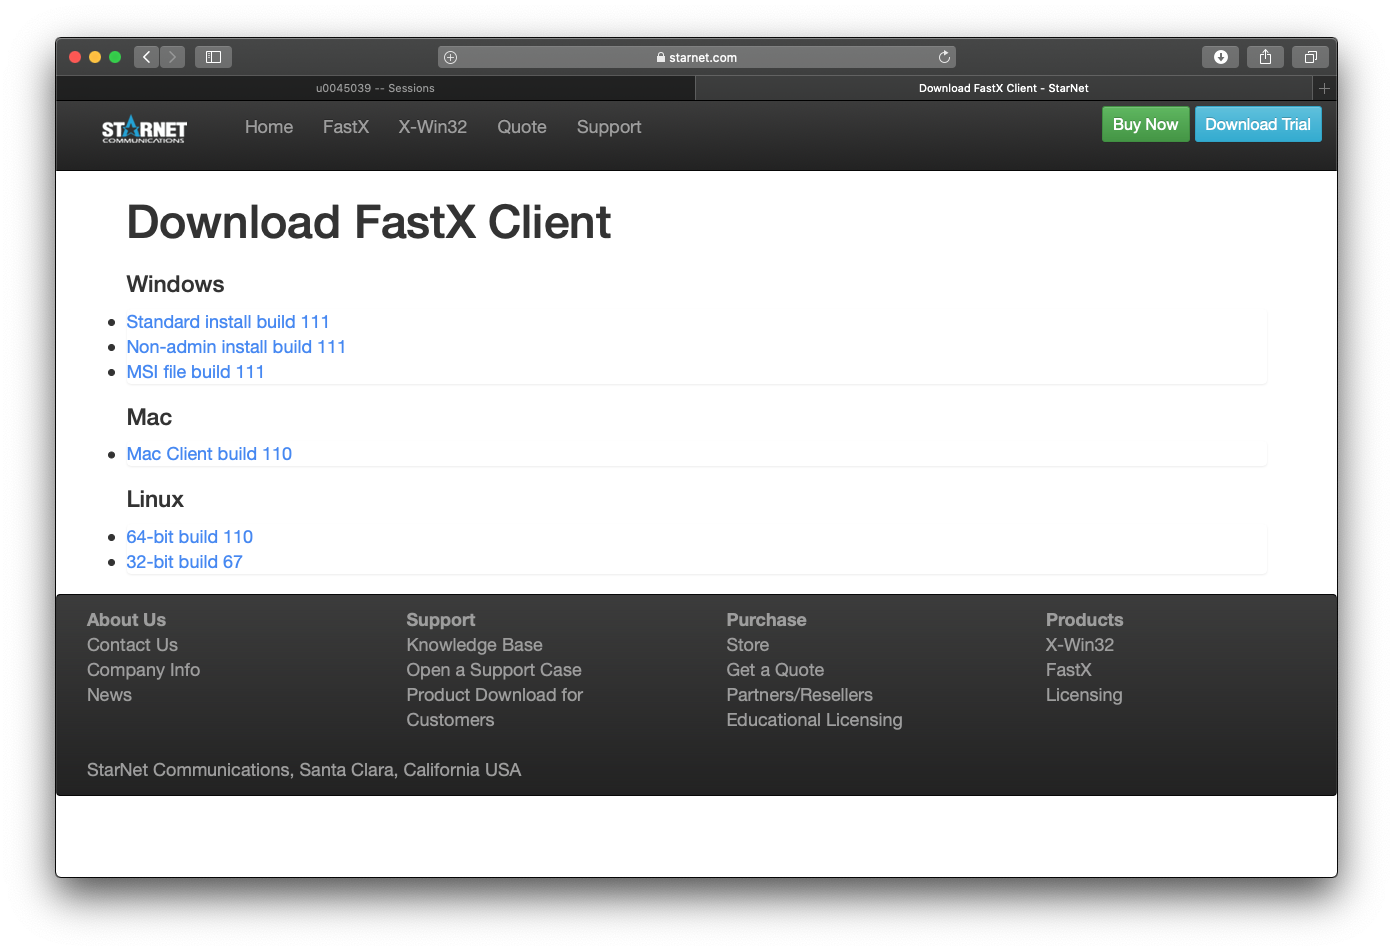 starnet.com
u0045039 -- Sessions
Download FastX Client - StarNet
STARNET
COMMUNICATIONS
Home FastX X-Win32 Quote Support
Buy Now Download Trial
Download FastX Client
Windows
Standard install build 111
Non-admin install build 111
MSI file build 111
Mac
Mac Client build 110
Linux
64-bit build 110
32-bit build 67
About Us
Contact Us
Company Info
News
Support
Knowledge Base
Open a Support Case
Product Download for
Customers
Purchase
Store
Get a Quote
Partners/Resellers
Educational Licensing
Products
X-Win32
FastX
Licensing
StarNet Communications, Santa Clara, California USA